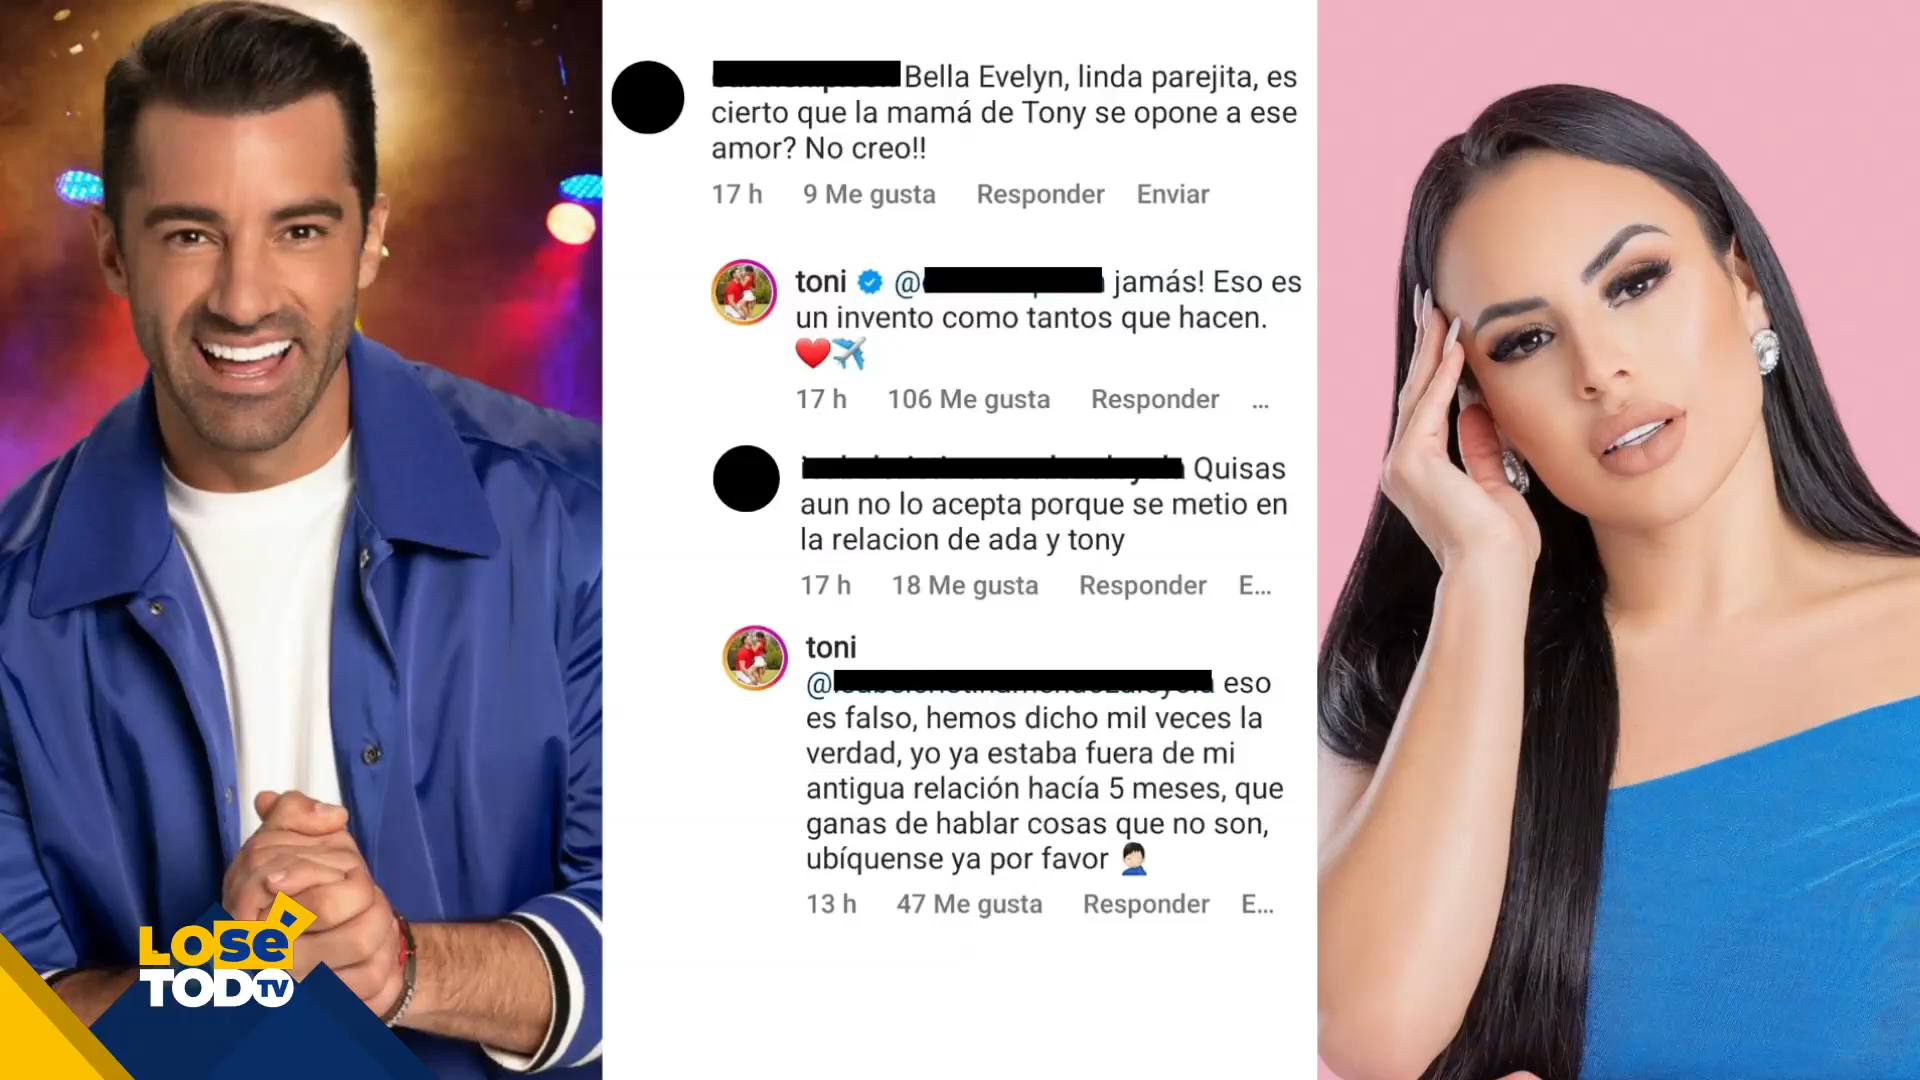 Bella Evelyn, linda parejita, es
cierto que la mamá de Tony se opone a ese
amor? No creo!!
17 h 9 Me gusta Responder Enviar
toni @ jamás! Eso es
un invento como tantos que hacen.
❤️✈️
17 h 106 Me gusta Responder ...
Quisas
aun no lo acepta porque se metio en
la relacion de ada y tony
17 h 18 Me gusta Responder E...
toni
@ eso
es falso, hemos dicho mil veces la
verdad, yo ya estaba fuera de mi
antigua relación hacía 5 meses, que
ganas de hablar cosas que no son,
ubíquense ya por favor 🤦🏻‍♂️
13 h 47 Me gusta Responder E...
LOSE
TODO TV